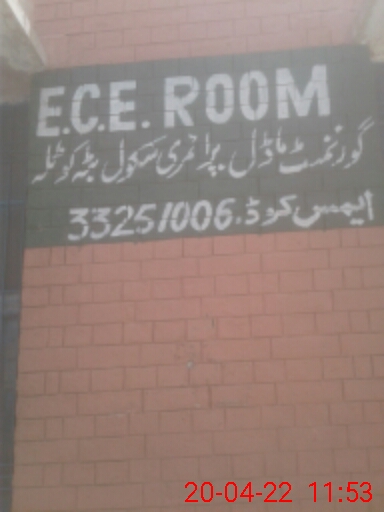 E.C.E. ROOM
گورنمنٹ ماڈل پرائمری سکول بٹہ کوٹلہ
ایمس کوڈ.33251006
20-04-22 11:53